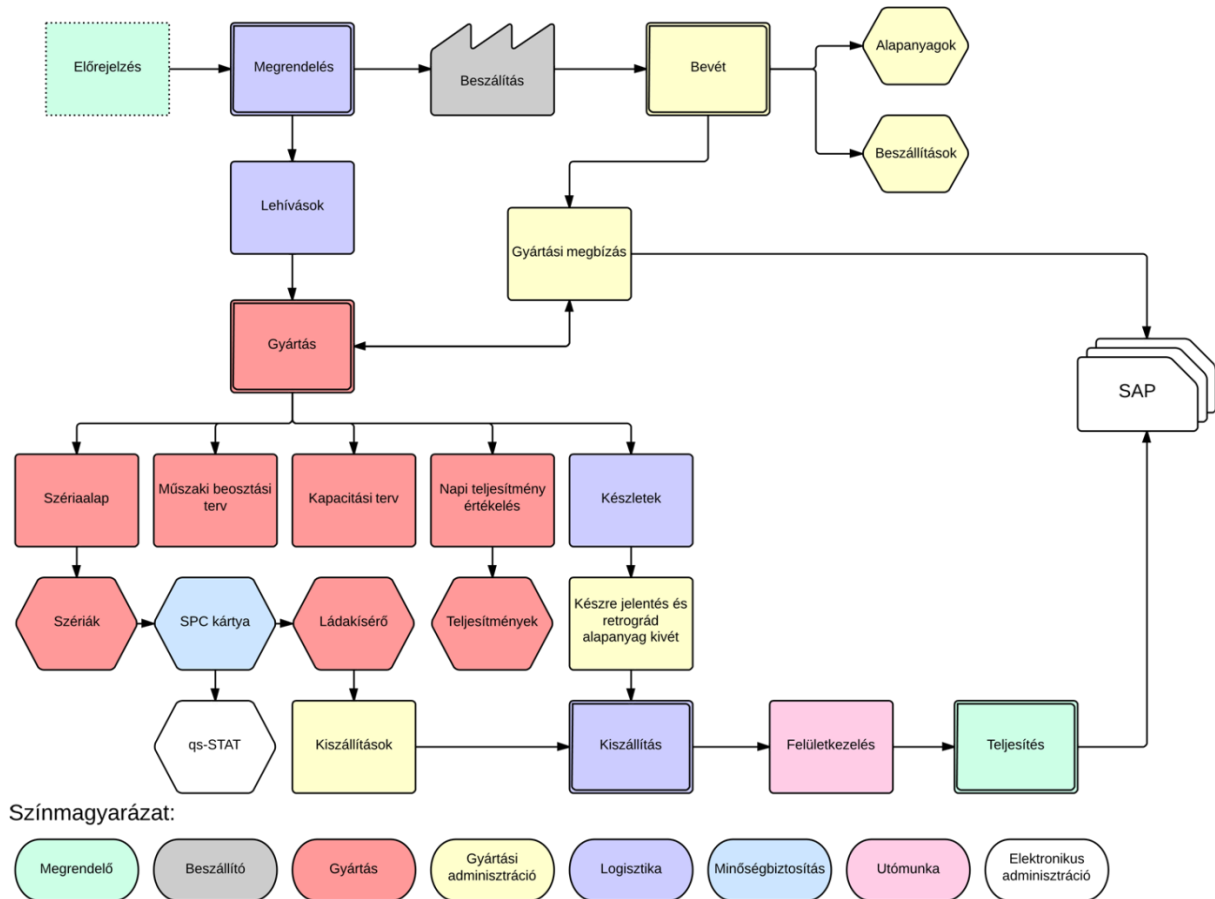 Előrejelzés
Megrendelés
Beszálítás
Bevét
Alapanyagok
Beszállítások
Lehívások
Gyártási megbízás
Gyártás
SAP
Szériaalap
Műszaki beosztási
terv
Kapacitási terv
Napi teljesítmény
értékelés
Készletek
Szériák
SPC kártya
Ládakísérő
Teljesítmények
Készre jelentés és
retrográd
alapanyag kivét
qs-STAT
Kiszállítások
Kiszállítás
Felületkezelés
Teljesítés
Színmagyarázat:
Megrendelő
Beszállító
Gyártás
Gyártási
adminisztráció
Logisztika
Minőségbiztosítás
Utómunka
Elektronikus
adminisztráció